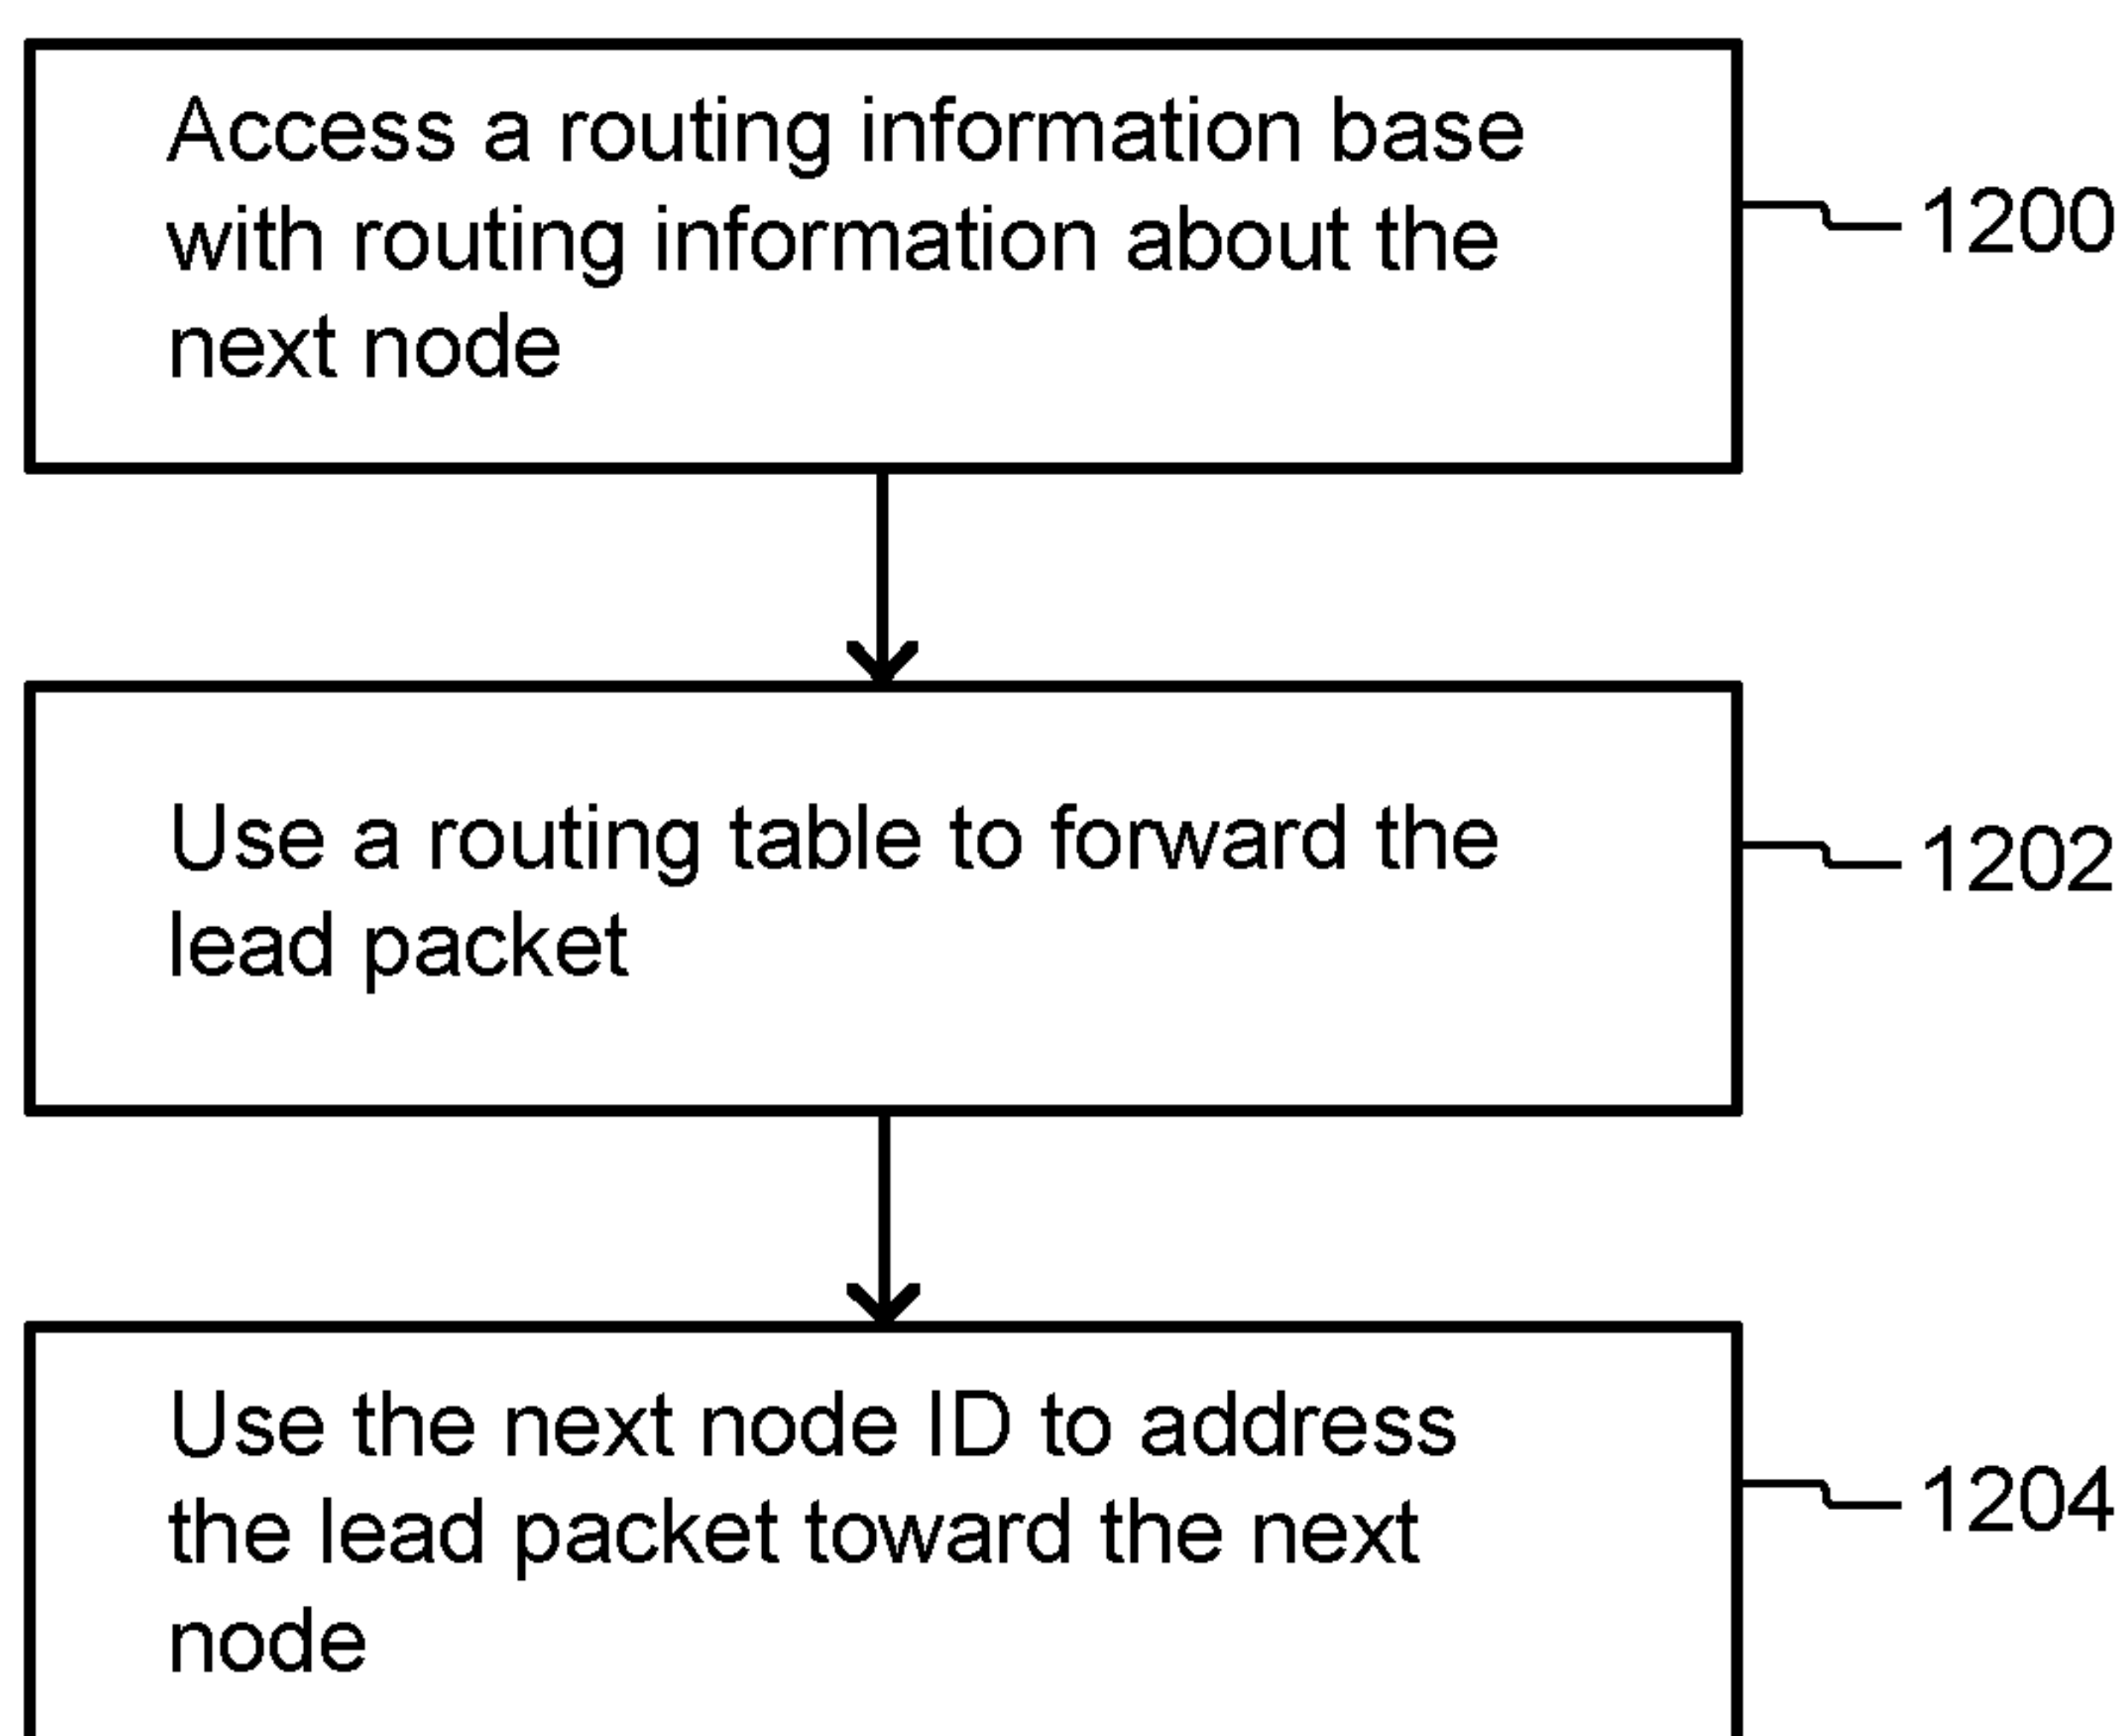 Access a routing information base
with routing information about the
next node
1200
Use a routing table to forward the
lead packet
1202
Use the next node ID to address
the lead packet toward the next
node
1204